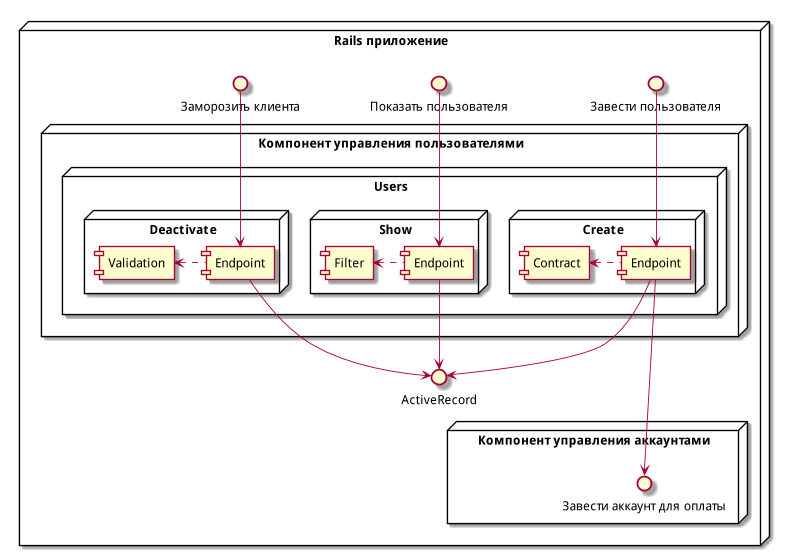 Rails приложение
Заморозить клиента
Показать пользователя
Завести пользователя
Компонент управления пользователями
Users
Deactivate
Show
Create
Validation
Endpoint
Filter
Endpoint
Contract
Endpoint
ActiveRecord
Компонент управления аккаунтами
Завести аккаунт для оплаты